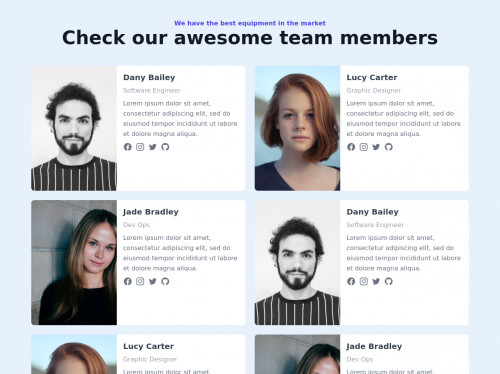 We have the best equipment in the market
Check our awesome team members
Dany Bailey
Software Engineer
Lorem ipsum dolor sit amet,
consectetur adipiscing elit, sed do
eiusmod tempor incididunt ut labore
et dolore magna aliqua.
Lucy Carter
Graphic Designer
Lorem ipsum dolor sit amet,
consectetur adipiscing elit, sed do
eiusmod tempor incididunt ut labore
et dolore magna aliqua.
Jade Bradley
Dev Ops
Lorem ipsum dolor sit amet,
consectetur adipiscing elit, sed do
eiusmod tempor incididunt ut labore
et dolore magna aliqua.
Dany Bailey
Software Engineer
Lorem ipsum dolor sit amet,
consectetur adipiscing elit, sed do
eiusmod tempor incididunt ut labore
et dolore magna aliqua.
Lucy Carter
Graphic Designer
Lorem ipsum dolor sit amet,
Jade Bradley
Dev Ops
Lorem ipsum dolor sit amet,